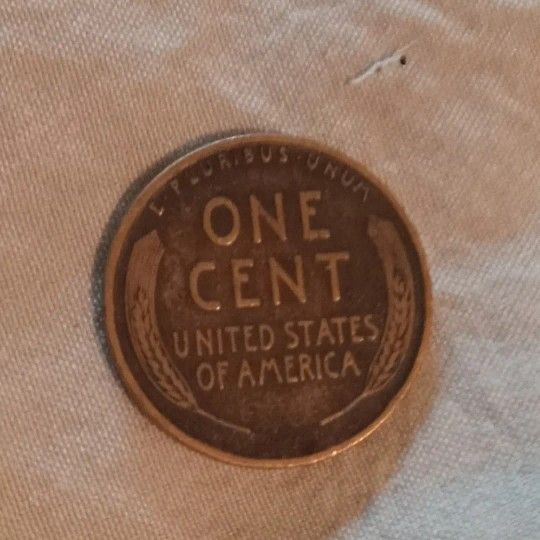 E · PLURIBUS · UNUM
ONE
CENT
UNITED STATES
OF AMERICA